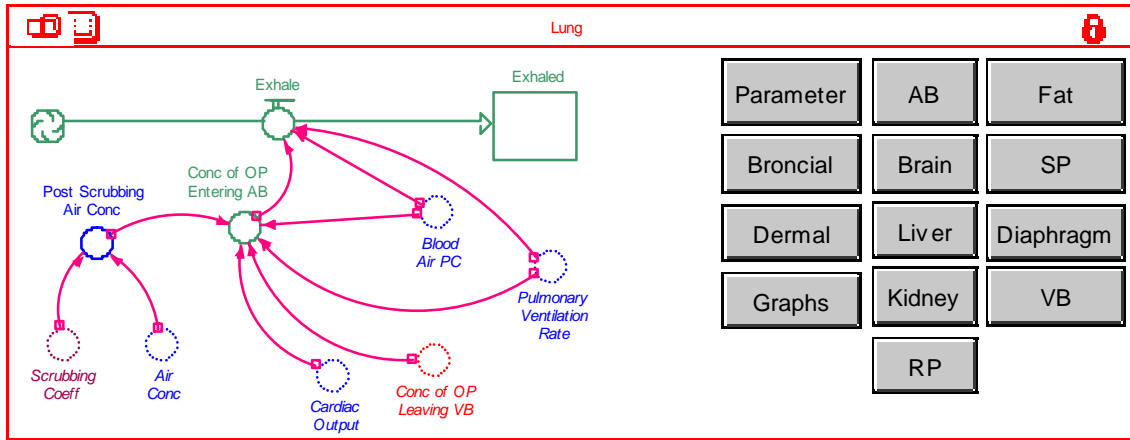 Lung
Exhale
Exhaled
Conc of OP
Entering AB
Post Scrubbing
Air Conc
Blood
Air PC
Pulmonary
Ventilation
Rate
Scrubbing
Coeff
Air
Conc
Cardiac
Output
Conc of OP
Leaving VB
Parameter
AB
Fat
Broncial
Brain
SP
Dermal
Liver
Diaphragm
Graphs
Kidney
VB
RP